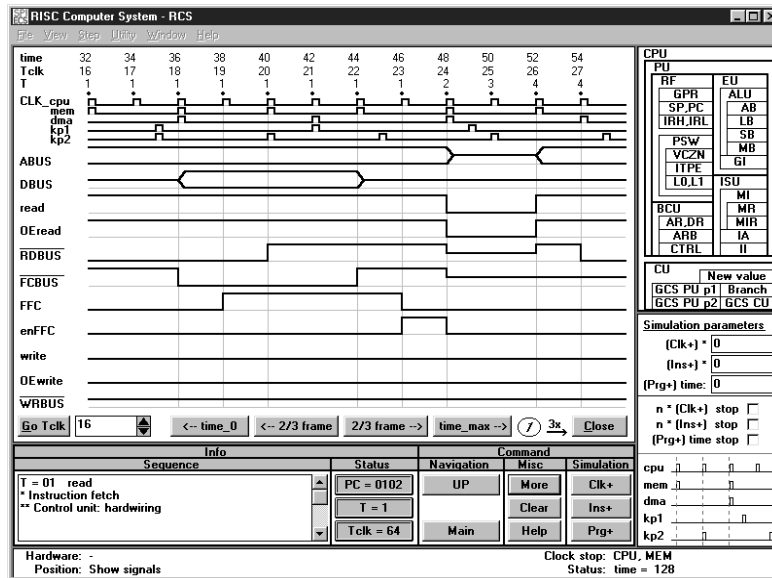 RISC Computer System - RCS
File View Step Utility Window Help
time 32 34 36 38 40 42 44 46 48 50 52 54
Tclk 16 17 18 19 20 21 22 23 24 25 26 27
T 1 1 1 1 1 1 1 1 2 3 4 4
CLK_cpu
mem
dma
kp1
kp2
ABUS
DBUS
read
OEread
RDBUS
FCBUS
FFC
enFFC
write
OEwrite
WRBUS
Go Tclk 16 <-- time_0 <-- 2/3 frame 2/3 frame --> time_max --> 1 3x Close
CPU
PU
RF EU
GPR ALU
SP,PC AB
IRH,IRL LB
SB
PSW MB
VCZN GI
ITPE
L0,L1 ISU
MI
BCU MR
AR,DR MIR
ARB IA
CTRL II
CU New value
GCS PU p1 Branch
GCS PU p2 GCS CU
Simulation parameters
(Clk+) * 0
(Ins+) * 0
(Prg+) time: 0
n * (Clk+) stop
n * (Ins+) stop
(Prg+) time stop
cpu
mem
dma
kp1
kp2
Info Command
Sequence Status Navigation Misc Simulation
T = 01 read
* Instruction fetch
** Control unit: hardwiring
PC = 0102 UP More Clk+
T = 1 Clear Ins+
Tclk = 64 Main Help Prg+
Hardware: - Clock stop: CPU, MEM
Position: Show signals Status: time = 128